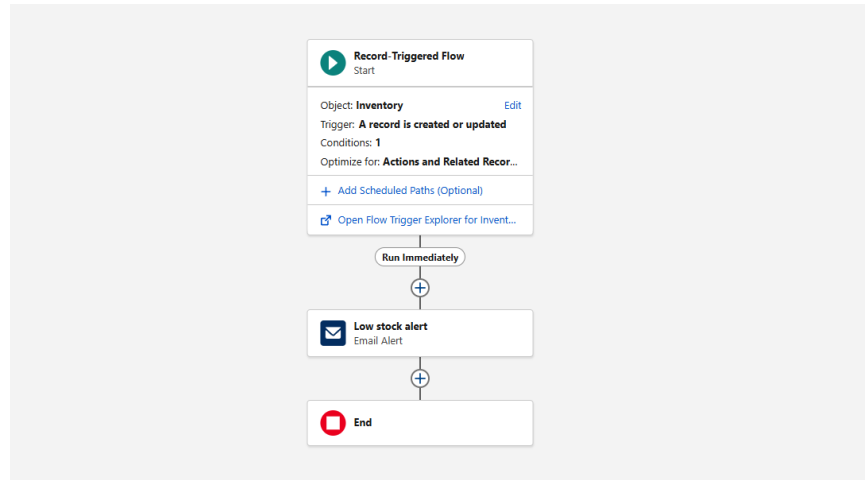 Record-Triggered Flow
Start
Object: Inventory Edit
Trigger: A record is created or updated
Conditions: 1
Optimize for: Actions and Related Recor...
+ Add Scheduled Paths (Optional)
Open Flow Trigger Explorer for Invent...
Run Immediately
Low stock alert
Email Alert
End